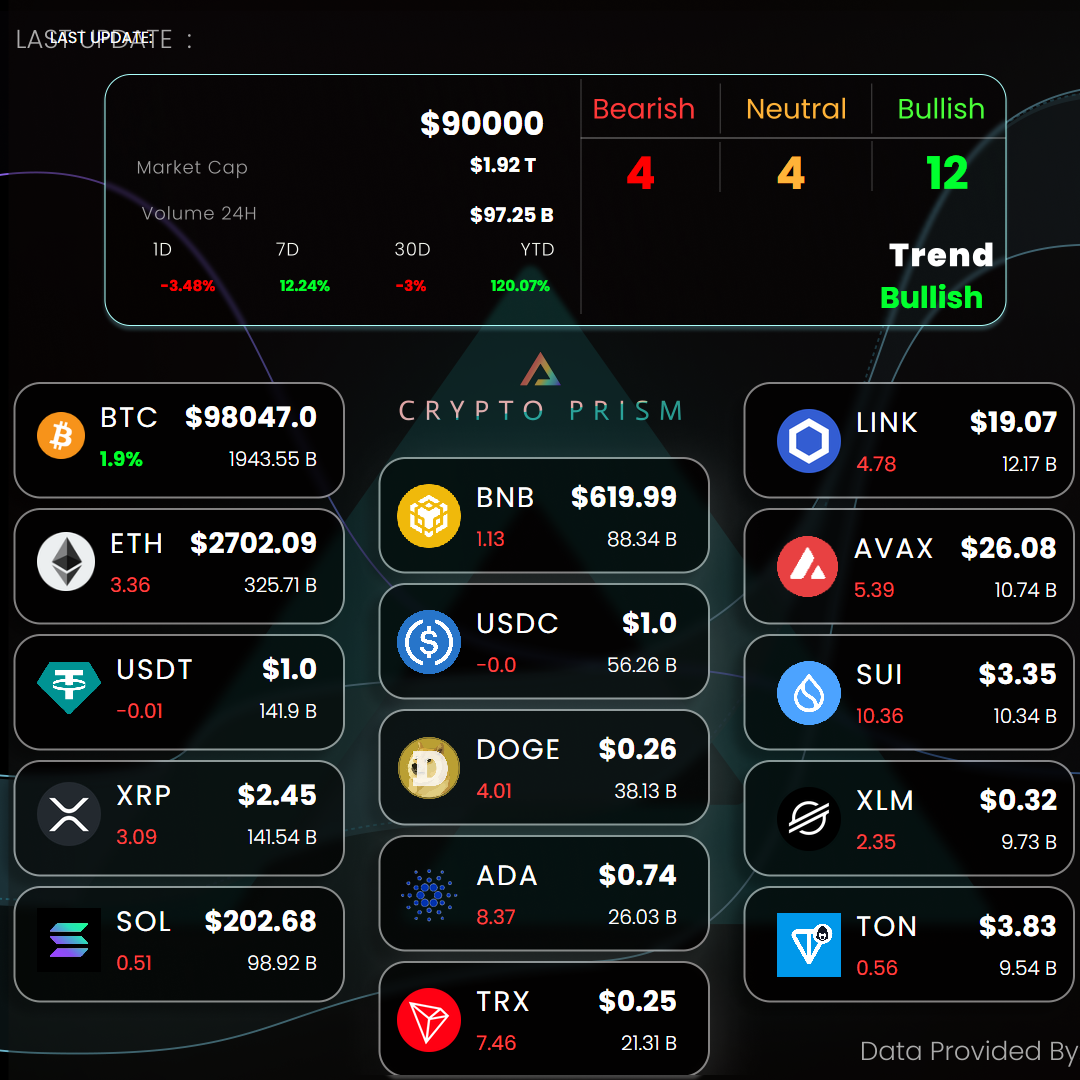 LAST UPDATE :
LAST UPDATE:
$90000
Market Cap $1.92 T
Volume 24H $97.25 B
1D 7D 30D YTD
-3.48% 12.24% -3% 120.07%
Bearish Neutral Bullish
4 4 12
Trend
Bullish
CRYPTO PRISM
BTC $98047.0
1.9% 1943.55 B
ETH $2702.09
3.36 325.71 B
USDT $1.0
-0.01 141.9 B
XRP $2.45
3.09 141.54 B
SOL $202.68
0.51 98.92 B
BNB $619.99
1.13 88.34 B
USDC $1.0
-0.0 56.26 B
DOGE $0.26
4.01 38.13 B
ADA $0.74
8.37 26.03 B
TRX $0.25
7.46 21.31 B
LINK $19.07
4.78 12.17 B
AVAX $26.08
5.39 10.74 B
SUI $3.35
10.36 10.34 B
XLM $0.32
2.35 9.73 B
TON $3.83
0.56 9.54 B
Data Provided By